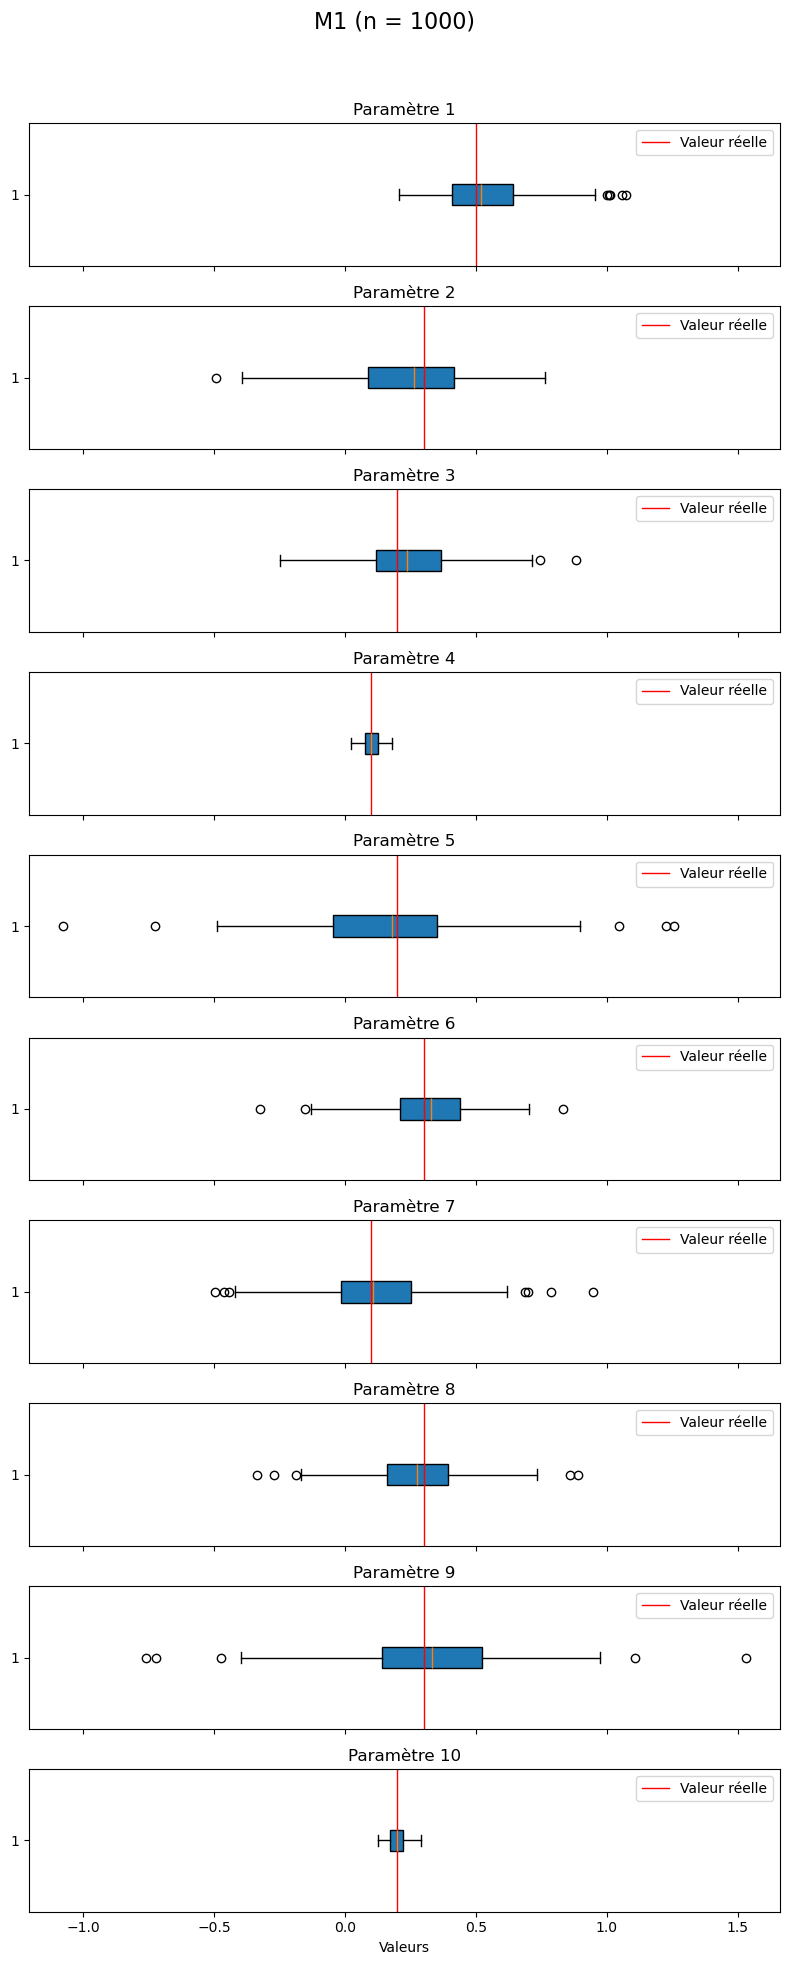 M1 (n = 1000)
Paramètre 1
Valeur réelle
1
Paramètre 2
Valeur réelle
1
Paramètre 3
Valeur réelle
1
Paramètre 4
Valeur réelle
1
Paramètre 5
Valeur réelle
1
Paramètre 6
Valeur réelle
1
Paramètre 7
Valeur réelle
1
Paramètre 8
Valeur réelle
1
Paramètre 9
Valeur réelle
1
Paramètre 10
Valeur réelle
1
−1.0 −0.5 0.0 0.5 1.0 1.5
Valeurs